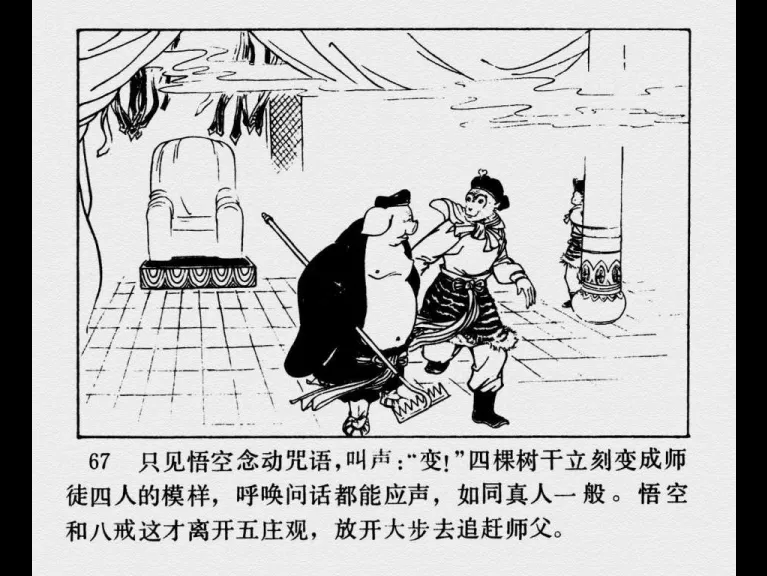 67 只见悟空念动咒语，叫声：“变！”四棵树干立刻变成师
徒四人的模样，呼唤问话都能应声，如同真人一般。悟空
和八戒这才离开五庄观，放开大步去追赶师父。